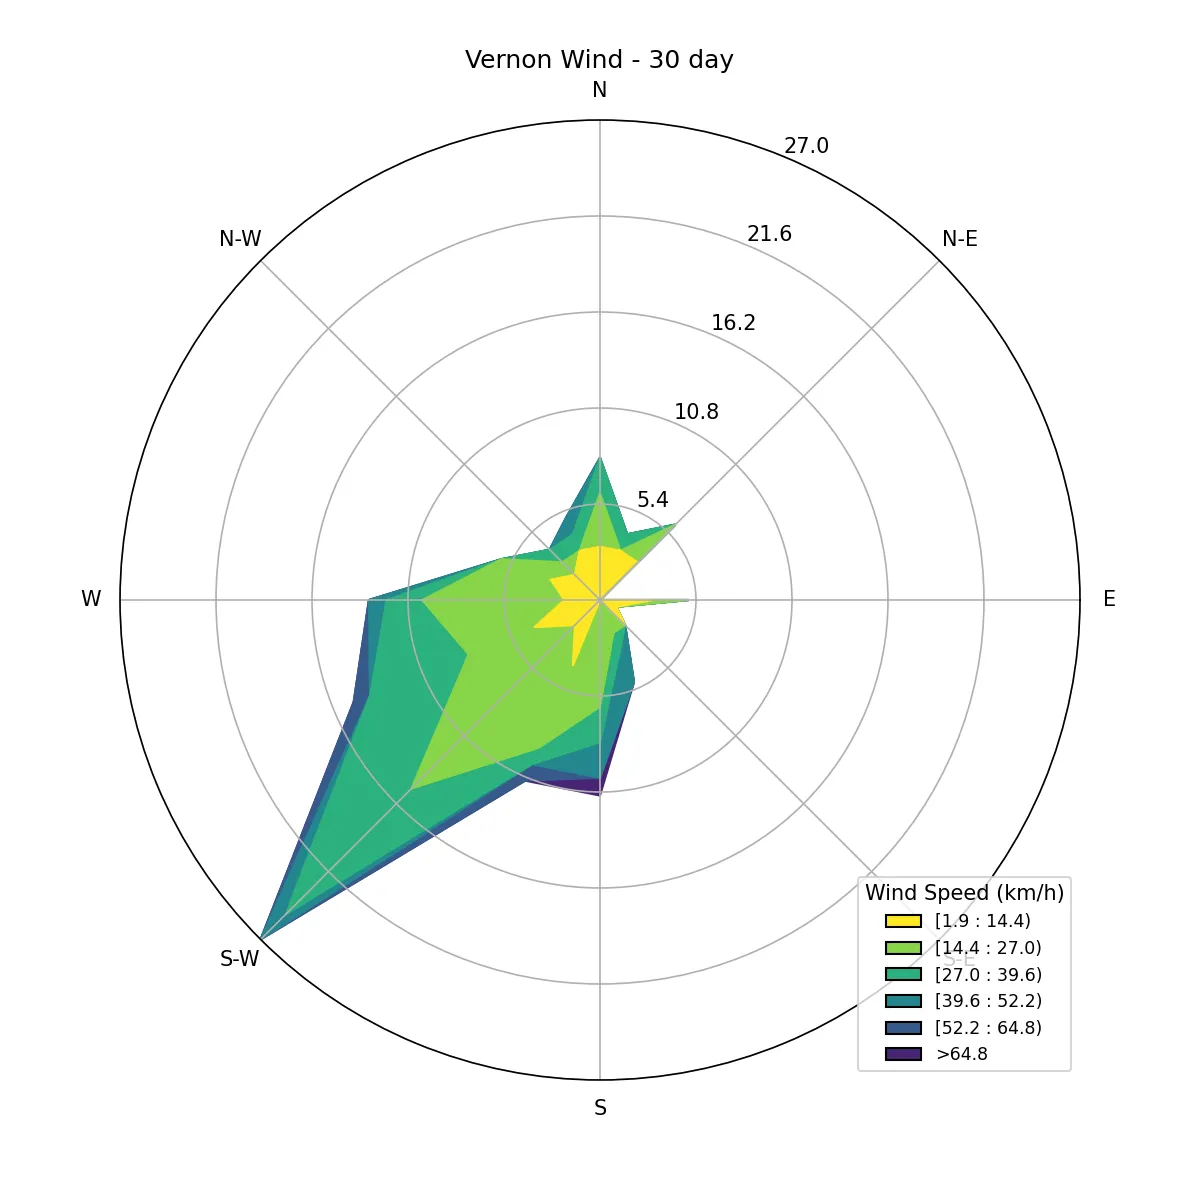 Vernon Wind - 30 day
N
27.0
N-W
N-E
21.6
16.2
10.8
5.4
W
E
S-W
S-E
S
Wind Speed (km/h)
[1.9 : 14.4)
[14.4 : 27.0)
[27.0 : 39.6)
[39.6 : 52.2)
[52.2 : 64.8)
>64.8